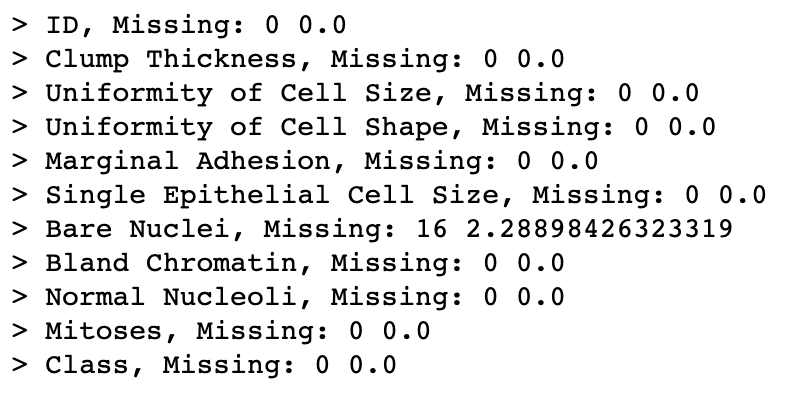 > ID, Missing: 0 0.0
> Clump Thickness, Missing: 0 0.0
> Uniformity of Cell Size, Missing: 0 0.0
> Uniformity of Cell Shape, Missing: 0 0.0
> Marginal Adhesion, Missing: 0 0.0
> Single Epithelial Cell Size, Missing: 0 0.0
> Bare Nuclei, Missing: 16 2.28898426323319
> Bland Chromatin, Missing: 0 0.0
> Normal Nucleoli, Missing: 0 0.0
> Mitoses, Missing: 0 0.0
> Class, Missing: 0 0.0